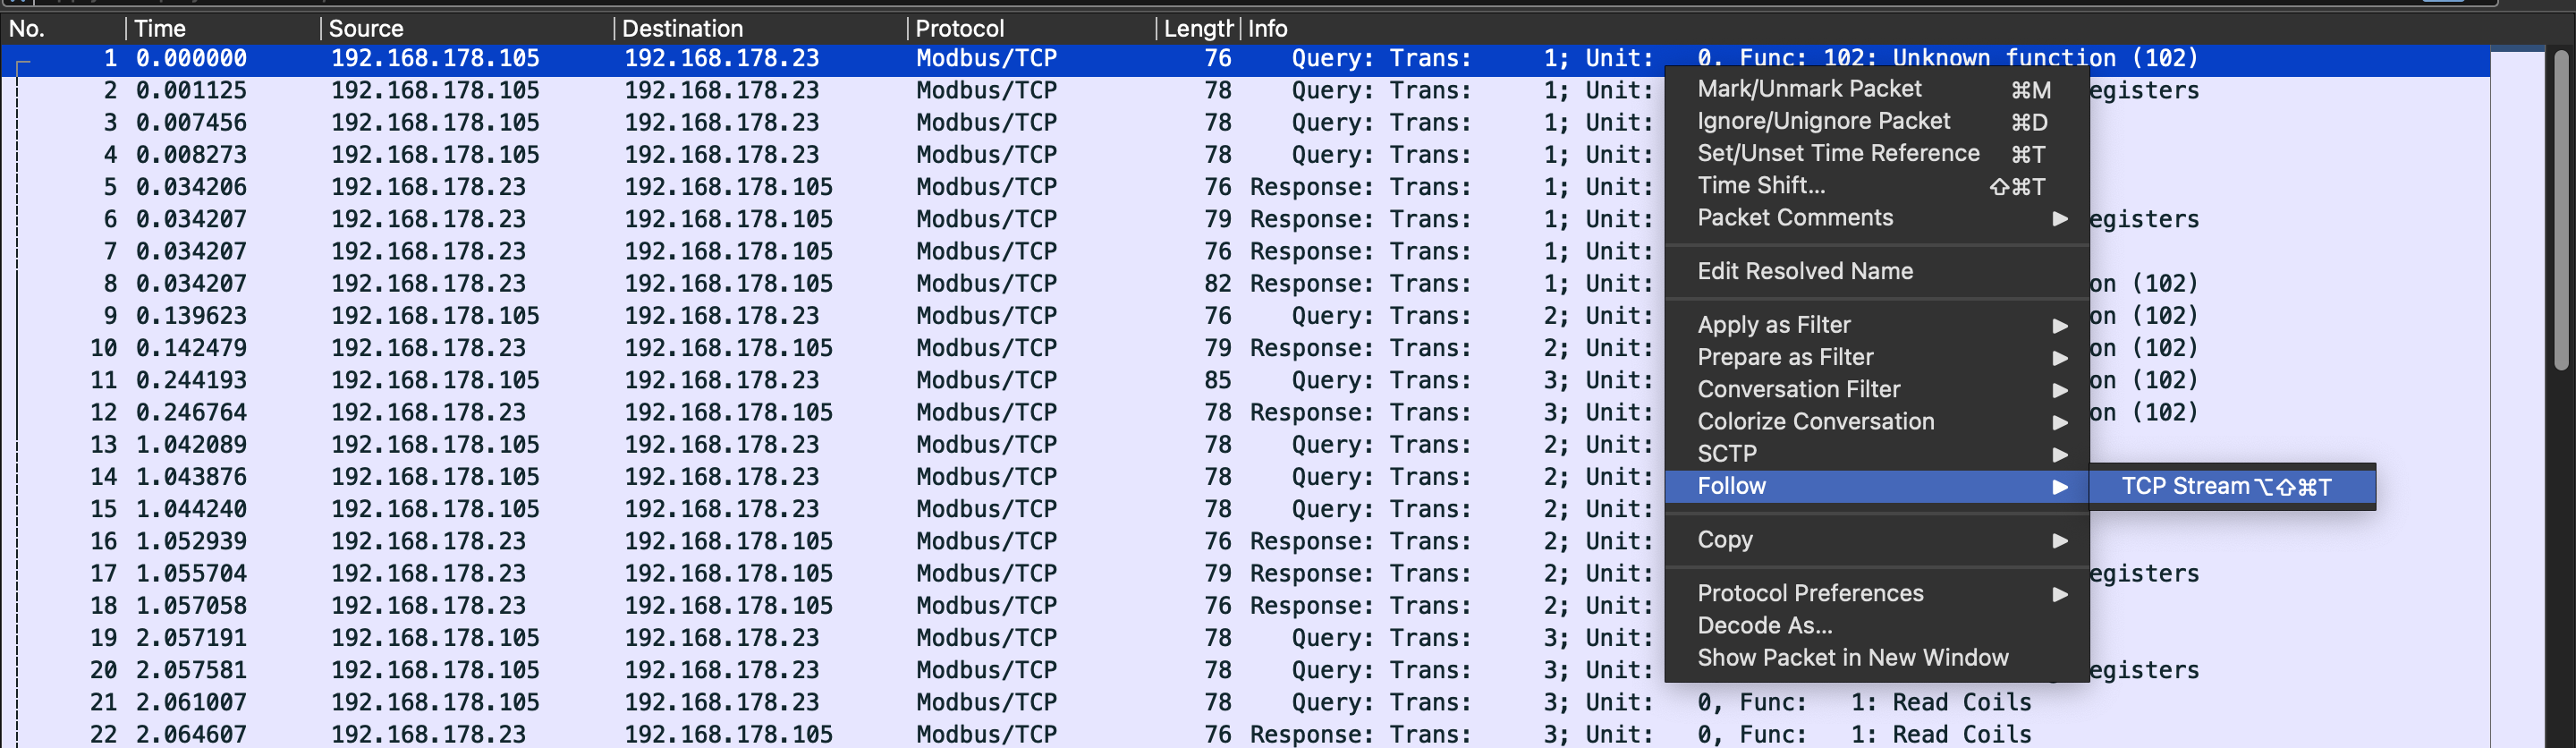 No. Time Source Destination Protocol Length Info
1 0.000000 192.168.178.105 192.168.178.23 Modbus/TCP 76 Query: Trans: 1; Unit: 0, Func: 102: Unknown function (102)
2 0.001125 192.168.178.105 192.168.178.23 Modbus/TCP 78 Query: Trans: 1; Unit: egisters
3 0.007456 192.168.178.105 192.168.178.23 Modbus/TCP 78 Query: Trans: 1; Unit:
4 0.008273 192.168.178.105 192.168.178.23 Modbus/TCP 78 Query: Trans: 1; Unit:
5 0.034206 192.168.178.23 192.168.178.105 Modbus/TCP 76 Response: Trans: 1; Unit:
6 0.034207 192.168.178.23 192.168.178.105 Modbus/TCP 79 Response: Trans: 1; Unit: egisters
7 0.034207 192.168.178.23 192.168.178.105 Modbus/TCP 76 Response: Trans: 1; Unit:
8 0.034207 192.168.178.23 192.168.178.105 Modbus/TCP 82 Response: Trans: 1; Unit: on (102)
9 0.139623 192.168.178.105 192.168.178.23 Modbus/TCP 76 Query: Trans: 2; Unit: on (102)
10 0.142479 192.168.178.23 192.168.178.105 Modbus/TCP 79 Response: Trans: 2; Unit: on (102)
11 0.244193 192.168.178.105 192.168.178.23 Modbus/TCP 85 Query: Trans: 3; Unit: on (102)
12 0.246764 192.168.178.23 192.168.178.105 Modbus/TCP 78 Response: Trans: 3; Unit: on (102)
13 1.042089 192.168.178.105 192.168.178.23 Modbus/TCP 78 Query: Trans: 2; Unit:
14 1.043876 192.168.178.105 192.168.178.23 Modbus/TCP 78 Query: Trans: 2; Unit:
15 1.044240 192.168.178.105 192.168.178.23 Modbus/TCP 78 Query: Trans: 2; Unit:
16 1.052939 192.168.178.23 192.168.178.105 Modbus/TCP 76 Response: Trans: 2; Unit:
17 1.055704 192.168.178.23 192.168.178.105 Modbus/TCP 79 Response: Trans: 2; Unit: egisters
18 1.057058 192.168.178.23 192.168.178.105 Modbus/TCP 76 Response: Trans: 2; Unit:
19 2.057191 192.168.178.105 192.168.178.23 Modbus/TCP 78 Query: Trans: 3; Unit:
20 2.057581 192.168.178.105 192.168.178.23 Modbus/TCP 78 Query: Trans: 3; Unit: egisters
21 2.061007 192.168.178.105 192.168.178.23 Modbus/TCP 78 Query: Trans: 3; Unit: 0, Func: 1: Read Coils
22 2.064607 192.168.178.23 192.168.178.105 Modbus/TCP 76 Response: Trans: 3; Unit: 0, Func: 1: Read Coils
Mark/Unmark Packet ⌘M
Ignore/Unignore Packet ⌘D
Set/Unset Time Reference ⌘T
Time Shift... ⇧⌘T
Packet Comments
Edit Resolved Name
Apply as Filter
Prepare as Filter
Conversation Filter
Colorize Conversation
SCTP
Follow
TCP Stream ⌥⇧⌘T
Copy
Protocol Preferences
Decode As...
Show Packet in New Window